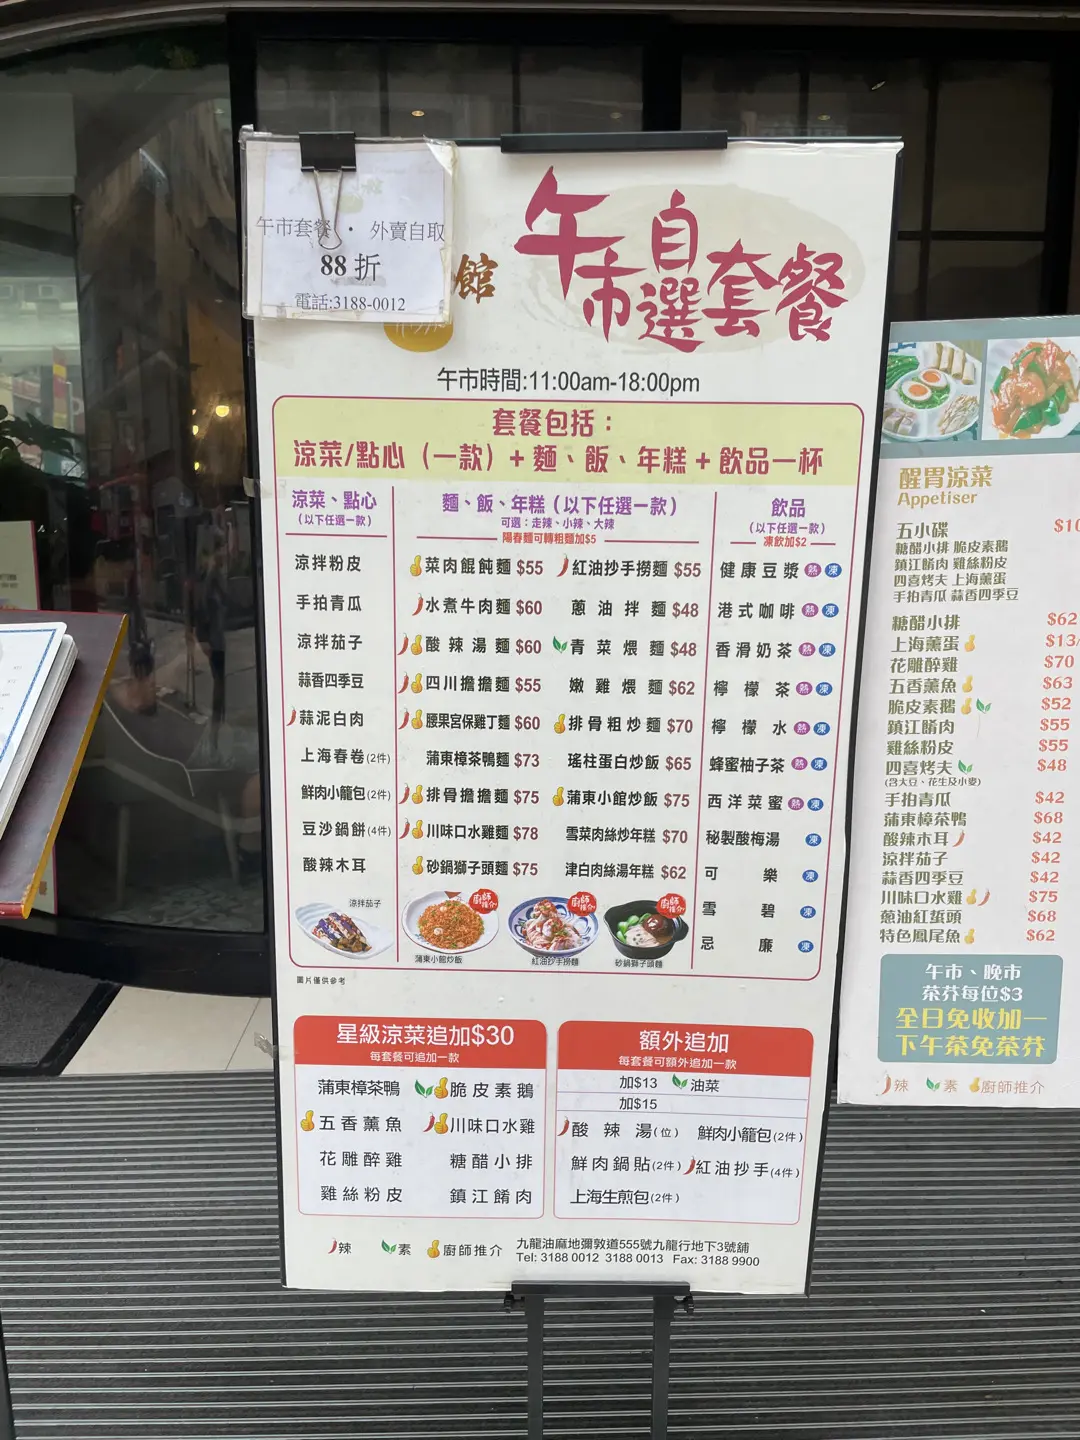 午市套餐 · 外賣自取
88 折
電話:3188-0012
館
午市自選套餐
午市時間:11:00am-18:00pm
套餐包括：
涼菜/點心（一款）+ 麵、飯、年糕 + 飲品一杯
涼菜、點心
（以下任選一款）
涼拌粉皮
手拍青瓜
涼拌茄子
蒜香四季豆
蒜泥白肉
上海春卷(2件)
鮮肉小籠包(2件)
豆沙鍋餅(4件)
酸辣木耳
涼拌茄子
麵、飯、年糕（以下任選一款）
可選：走辣、小辣、大辣
陽春麵可轉粗麵加$5
菜肉餛飩麵 $55 紅油抄手撈麵 $55
水煮牛肉麵 $60 蔥油拌麵 $48
酸辣湯麵 $60 青菜煨麵 $48
四川擔擔麵 $55 嫩雞煨麵 $62
腰果宮保雞丁麵 $60 排骨粗炒麵 $70
蒲東樟茶鴨麵 $73 瑤柱蛋白炒飯 $65
排骨擔擔麵 $75 蒲東小館炒飯 $75
川味口水雞麵 $78 雪菜肉絲炒年糕 $70
砂鍋獅子頭麵 $75 津白肉絲湯年糕 $62
廚師推介
廚師推介
廚師推介
蒲東小館炒飯
紅油抄手撈麵
砂鍋獅子頭麵
飲品
（以下任選一款）
凍飲加$2
健康豆漿 熱 凍
港式咖啡 熱 凍
香滑奶茶 熱 凍
檸檬茶 熱 凍
檸檬水 熱 凍
蜂蜜柚子茶 熱 凍
西洋菜蜜 熱 凍
秘製酸梅湯 凍
可樂 凍
雪碧 凍
忌廉 凍
圖片僅供參考
星級涼菜追加$30
每套餐可追加一款
蒲東樟茶鴨 脆皮素鵝
五香薰魚 川味口水雞
花雕醉雞 糖醋小排
雞絲粉皮 鎮江餚肉
額外追加
每套餐可額外追加一款
加$13 油菜
加$15
酸辣湯(位) 鮮肉小籠包(2件)
鮮肉鍋貼(2件) 紅油抄手(4件)
上海生煎包(2件)
辣 素 廚師推介
九龍油麻地彌敦道555號九龍行地下3號舖
Tel: 3188 0012 3188 0013 Fax: 3188 9900
醒胃涼菜
Appetiser
五小碟
糖醋小排 脆皮素鵝
鎮江餚肉 雞絲粉皮
四喜烤夫 上海薰蛋
手拍青瓜 蒜香四季豆
糖醋小排 $62
上海薰蛋 $13/
花雕醉雞 $70
五香薰魚 $63
脆皮素鵝 $52
鎮江餚肉 $55
雞絲粉皮 $55
四喜烤夫 $48
(含大豆、花生及小麥)
手拍青瓜 $42
蒲東樟茶鴨 $68
酸辣木耳 $42
涼拌茄子 $42
蒜香四季豆 $42
川味口水雞 $75
蔥油紅蜇頭 $68
特色鳳尾魚 $62
午市、晚市
茶芥每位$3
全日免收加一
下午茶免茶芥
辣 素 廚師推介